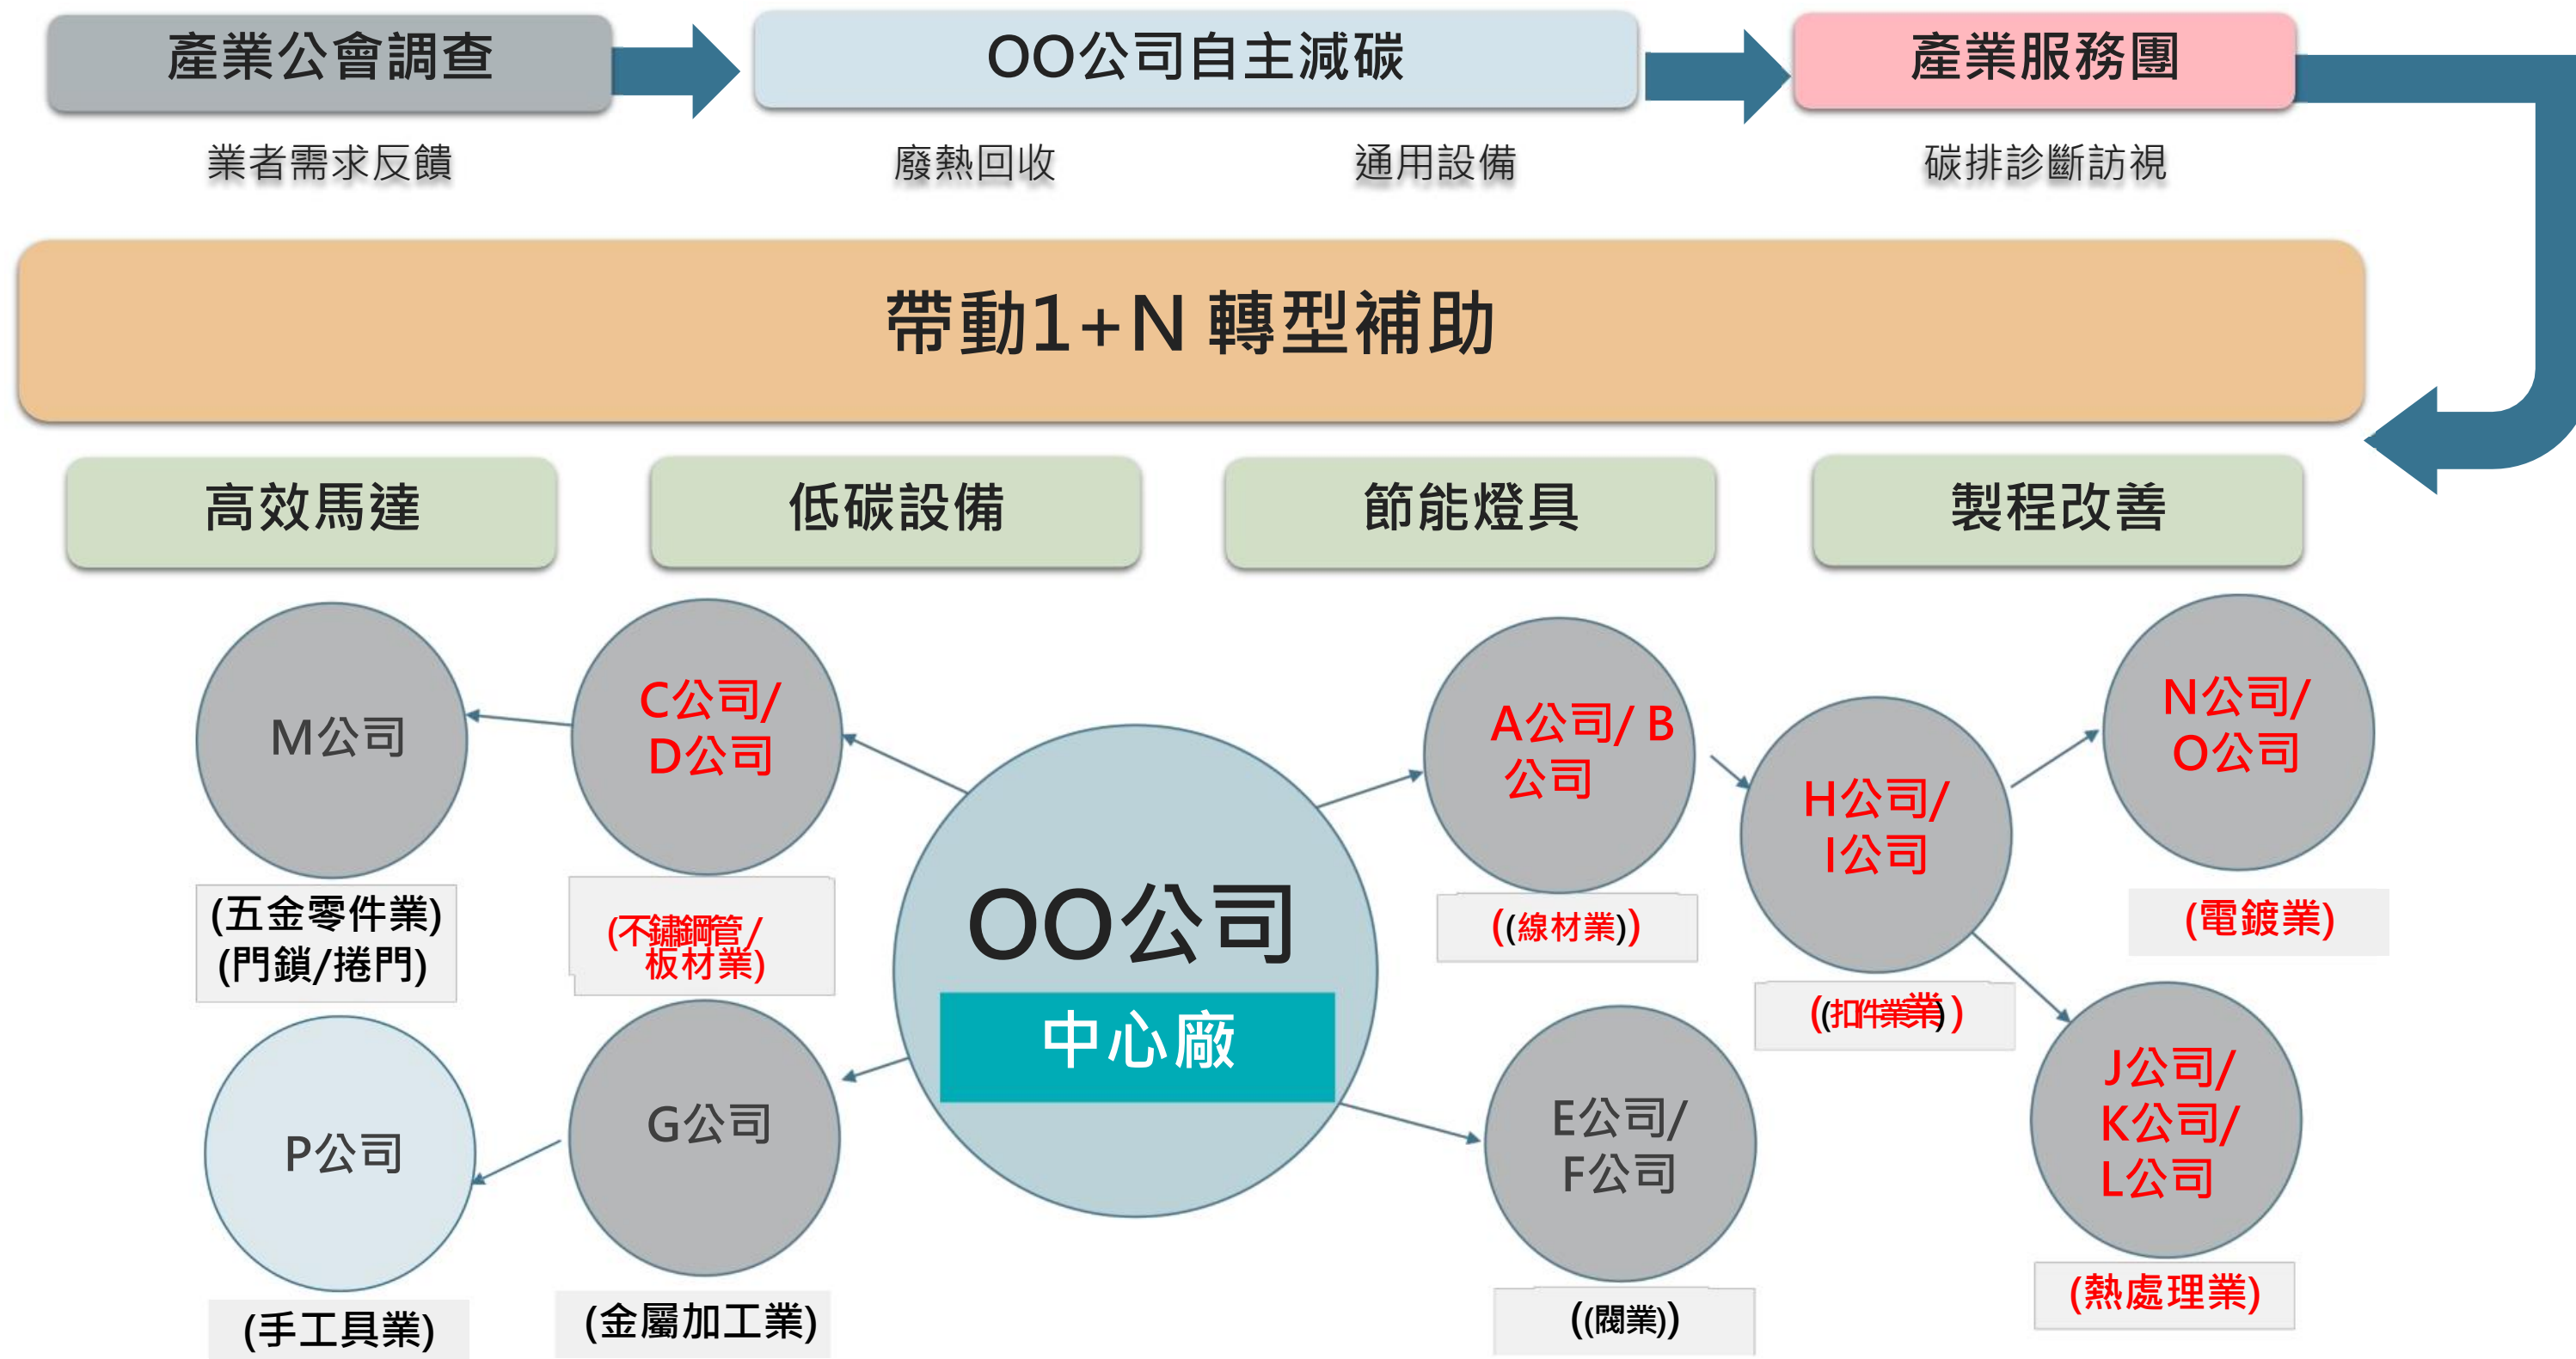 產業公會調查
OO公司自主減碳
產業服務團
業者需求反饋
廢熱回收
通用設備
碳排診斷訪視
帶動1+N 轉型補助
高效馬達
低碳設備
節能燈具
製程改善
M公司
(五金零件業)
(門鎖/捲門)
C公司/
D公司
(不鏽鋼管/
板材業)
OO公司
中心廠
A公司/ B
公司
((線材業))
H公司/
I公司
((扣件業業))
N公司/
O公司
(電鍍業)
P公司
(手工具業)
G公司
(金屬加工業)
E公司/
F公司
((閥業))
J公司/
K公司/
L公司
(熱處理業)